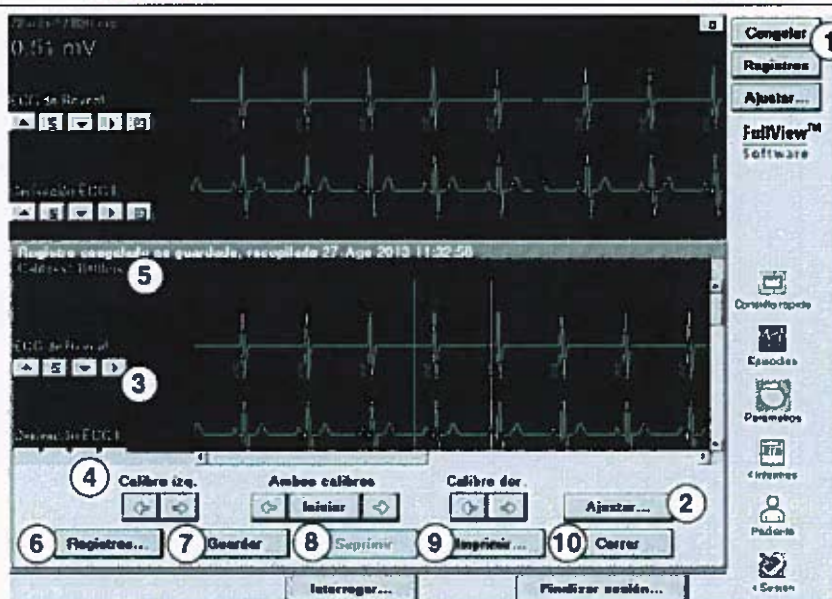 0.51 mV
ECG de Reveal
Derivación ECG I
Congelar
1
Registros
Ajustar...
FullView™
Software
Registro congelado no guardado, recopilado 27-Ago 2013 11:32:58
5
ECG de Reveal
3
Derivación ECG I
4
Calibre izq.
Ambos calibres
Calibre der.
Iniciar
Ajustar...
2
6
Registros...
7
Guardar
8
Suprimir
9
Imprimir...
10
Cerrar
Interrogar...
Finalizar sesión...
Consulta rápida
Episodios
Parámetros
< Informes
Paciente
< Sesión